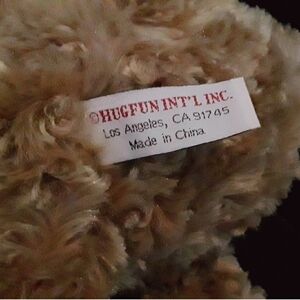 ©HUGFUN INT'L INC.
Los Angeles, CA 91745
Made in China